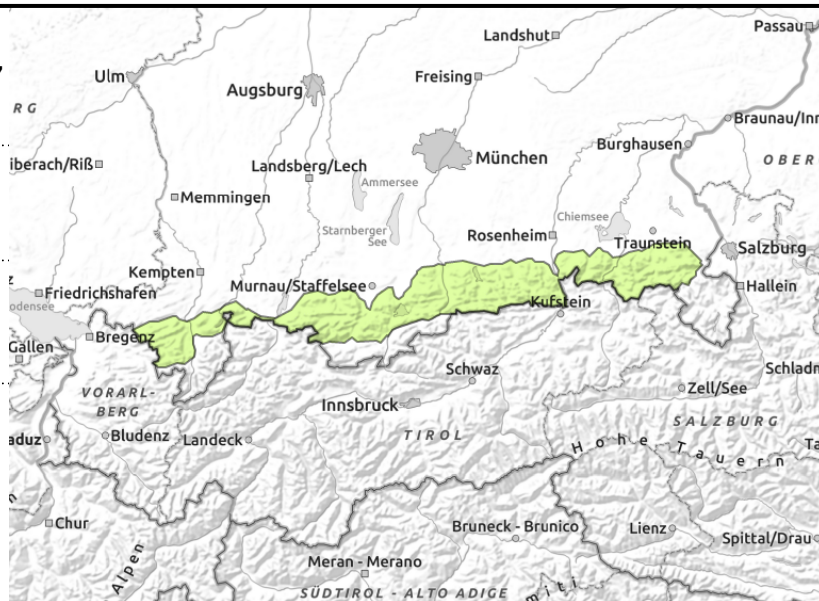 Passau
Landshut
Ulm
Freising
Augsburg
RG
Braunau/Inn
Burghausen
iberach/Riß
Landsberg/Lech
München
OBER
Ammersee
Memmingen
Starnberger
See
Rosenheim
Chiemsee
Traunstein
Salzburg
Kempten
Murnau/Staffelsee
Hallein
Friedrichshafen
odensee
Kufstein
Bregenz
Gallen
Schwaz
Schladm
Zell/See
VORARL-
BERG
Innsbruck
SALZBURG
aduz
Bludenz
Landeck
TIROL
Hohe Tauern
Ta
Chur
Bruneck - Brunico
Lienz
Spittal/Drau
Alpen
Meran - Merano
SÜDTIROL - ALTO ADIGE
miti